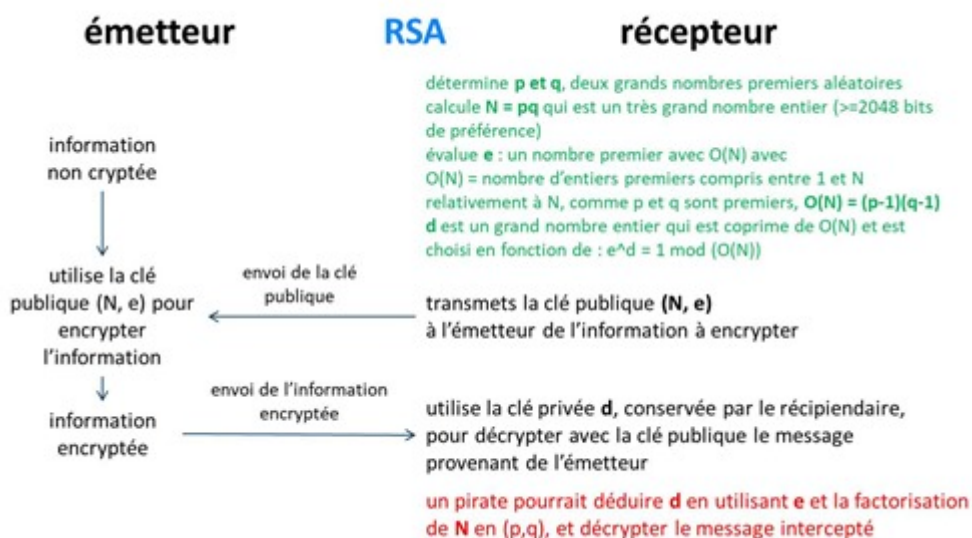 émetteur
RSA
récepteur
détermine p et q, deux grands nombres premiers aléatoires
calcule N = pq qui est un très grand nombre entier (>=2048 bits
de préférence)
évalue e : un nombre premier avec O(N) avec
O(N) = nombre d'entiers premiers compris entre 1 et N
relativement à N, comme p et q sont premiers, O(N) = (p-1)(q-1)
d est un grand nombre entier qui est coprime de O(N) et est
choisi en fonction de : e^d = 1 mod (O(N))
information
non cryptée
utilise la clé
publique (N, e) pour
encrypter
l'information
envoi de la clé
publique
transmets la clé publique (N, e)
à l'émetteur de l'information à encrypter
information
encryptée
envoi de l'information
encryptée
utilise la clé privée d, conservée par le récipiendaire,
pour décrypter avec la clé publique le message
provenant de l'émetteur
un pirate pourrait déduire d en utilisant e et la factorisation
de N en (p,q), et décrypter le message intercepté